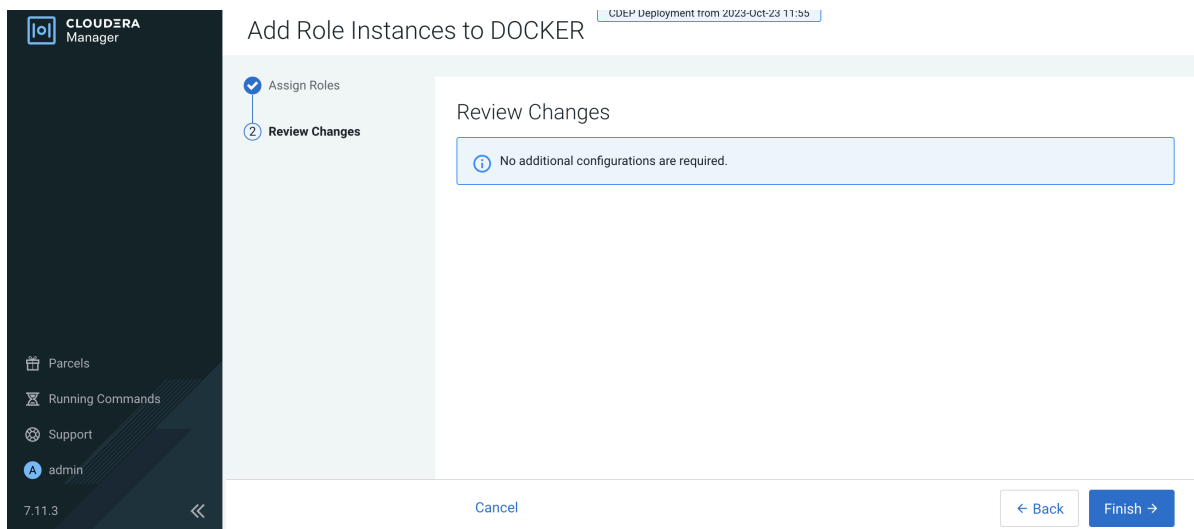 CLOUDERA
Manager
Add Role Instances to DOCKER
CDEP Deployment from 2023-Oct-23 11:55
Assign Roles
2 Review Changes
Review Changes
No additional configurations are required.
Parcels
Running Commands
Support
A admin
7.11.3
Cancel
← Back
Finish →